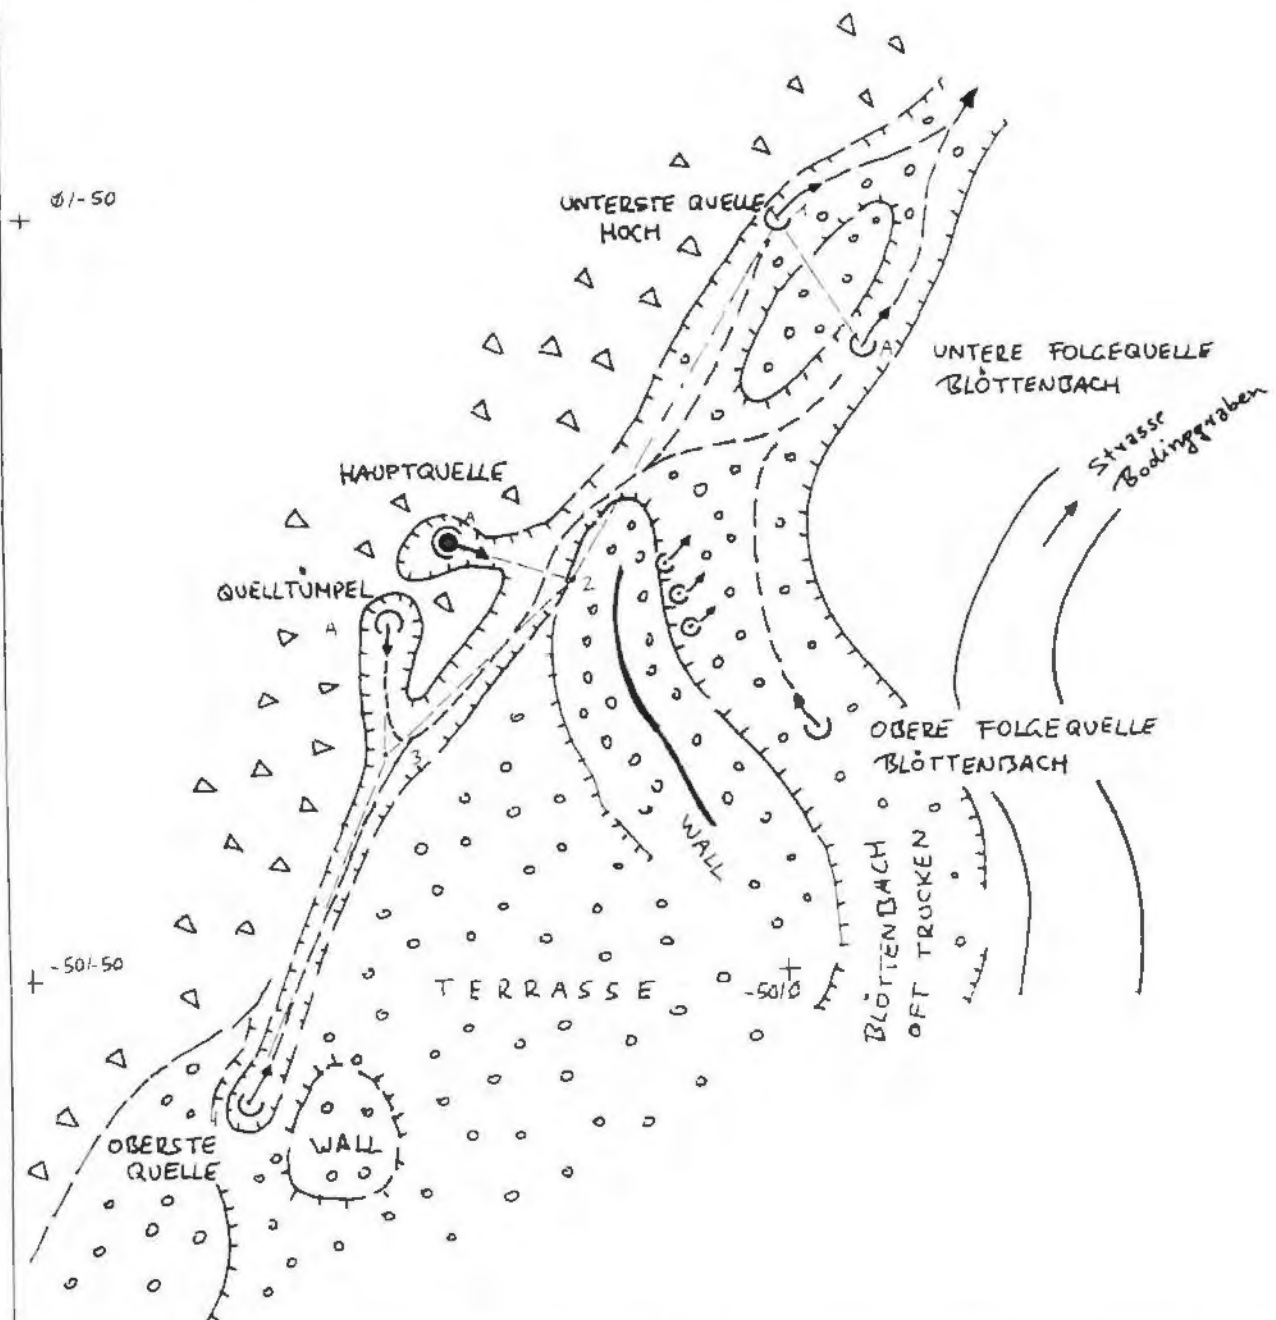 0/-50
UNTERSTE QUELLE
HOCH
UNTERE FOLGEQUELLE
BLÖTTENBACH
A
Strasse
Bodinggraben
HAUPTQUELLE
A
QUELLTÜMPEL
A
2
3
OBERE FOLGEQUELLE
BLÖTTENBACH
WALL
BLÖTTENBACH
OFT TRUCKEN
-50/-50
TERRASSE
-50/0
OBERSTE
QUELLE
WALL